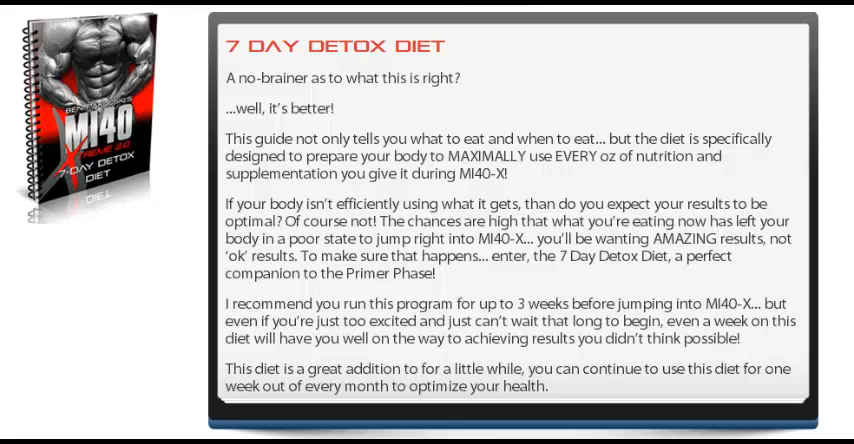 BEN PAKULSKI'S
MI40
XTREME 2.0
7-DAY DETOX
DIET
7 DAY DETOX DIET
A no-brainer as to what this is right?
...well, it's better!
This guide not only tells you what to eat and when to eat... but the diet is specifically
designed to prepare your body to MAXIMALLY use EVERY oz of nutrition and
supplementation you give it during MI40-X!
If your body isn't efficiently using what it gets, than do you expect your results to be
optimal? Of course not! The chances are high that what you're eating now has left your
body in a poor state to jump right into MI40-X... you'll be wanting AMAZING results, not
'ok' results. To make sure that happens... enter, the 7 Day Detox Diet, a perfect
companion to the Primer Phase!
I recommend you run this program for up to 3 weeks before jumping into MI40-X... but
even if you're just too excited and just can't wait that long to begin, even a week on this
diet will have you well on the way to achieving results you didn't think possible!
This diet is a great addition to for a little while, you can continue to use this diet for one
week out of every month to optimize your health.